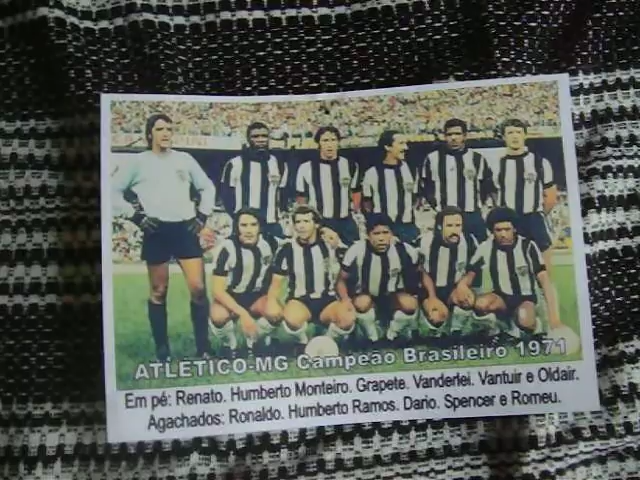 ATLÉTICO-MG Campeão Brasileiro 1971
Em pé: Renato. Humberto Monteiro. Grapete. Vanderlei. Vantuir e Oldair.
Agachados: Ronaldo. Humberto Ramos. Dario. Spencer e Romeu.